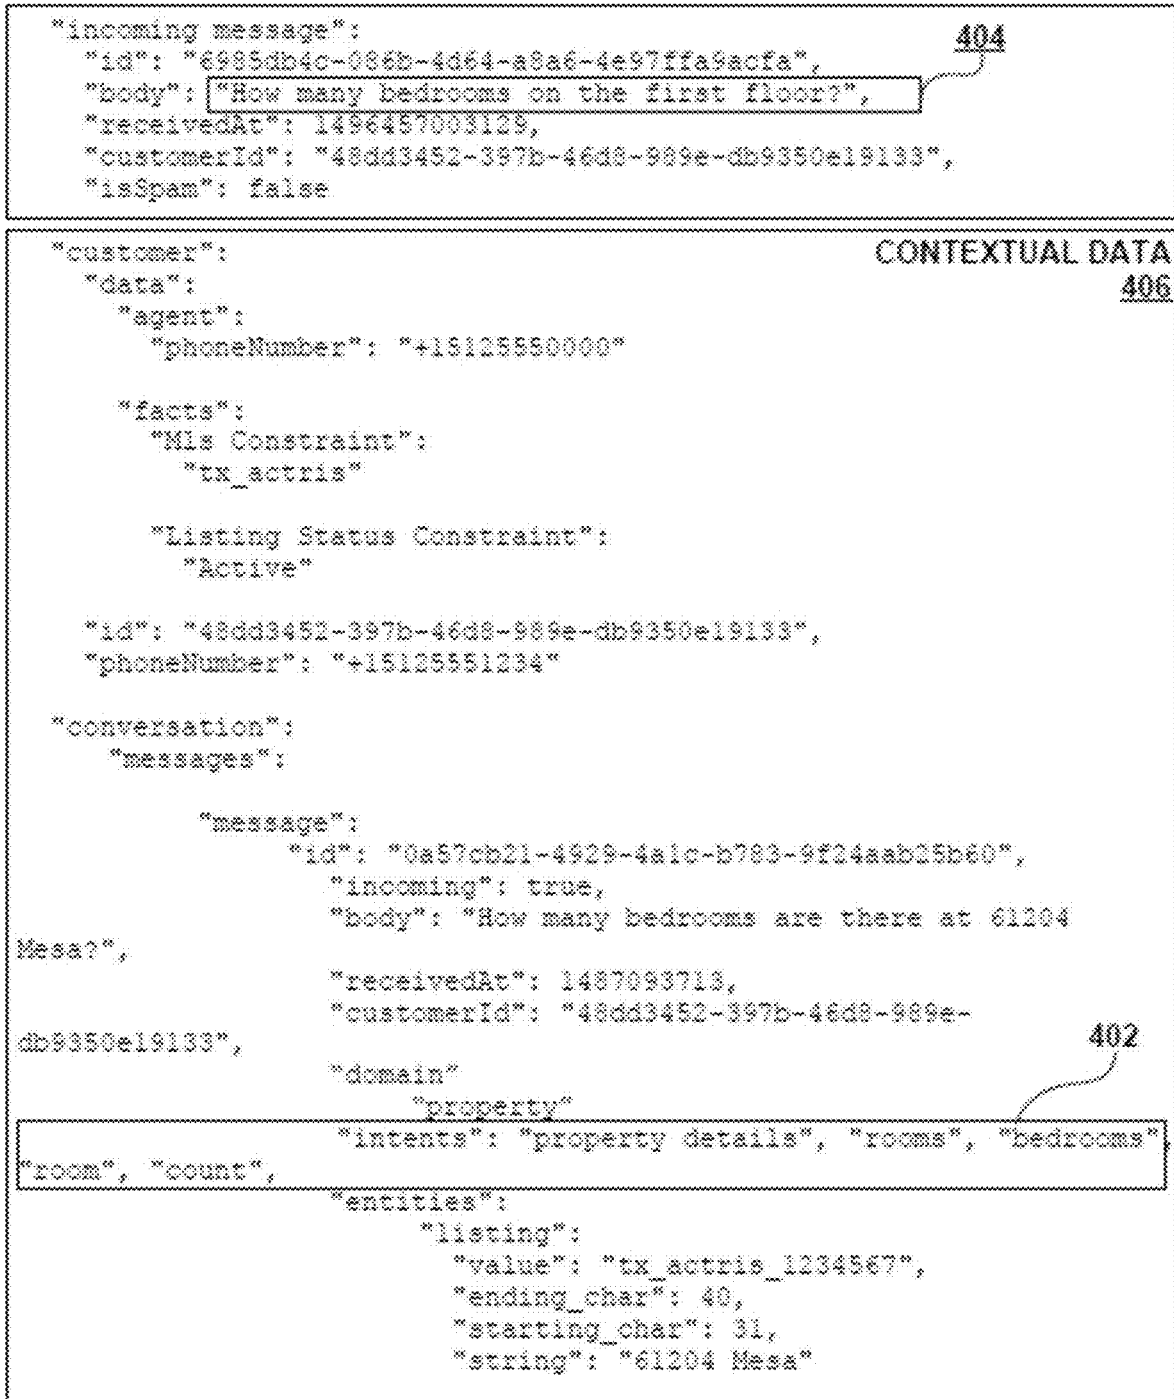 "incoming message":
404
"id": "6985db4c-086b-4d64-a8a6-4e97ffa9acfa",
"body": "How many bedrooms on the first floor?",
"receivedAt": 1496457003125,
"customerId": "48dd3452-397b-46d8-989e-db9350e19133",
"isSpam": false
"customer":
CONTEXTUAL DATA
406
"data":
"agent":
"phoneNumber": "+15125550000"
"facts":
"Mls Constraint":
"tx_actris"
"Listing Status Constraint":
"Active"
"id": "48dd3452-397b-46d8-989e-db9350e19133",
"phoneNumber": "+15125551234"
"conversation":
"messages":
"message":
"id": "0a57cb21-4929-4a1c-b783-9f24aab25b60",
"incoming": true,
"body": "How many bedrooms are there at 61204
Mesa?",
"receivedAt": 1487093713,
"customerId": "48dd3452-397b-46d8-989e-
db9350e19133",
402
"domain"
"property"
"intents": "property details", "rooms", "bedrooms",
"room", "count",
"entities":
"listing":
"value": "tx_actris_1234567",
"ending_char": 40,
"starting_char": 31,
"string": "61204 Mesa"